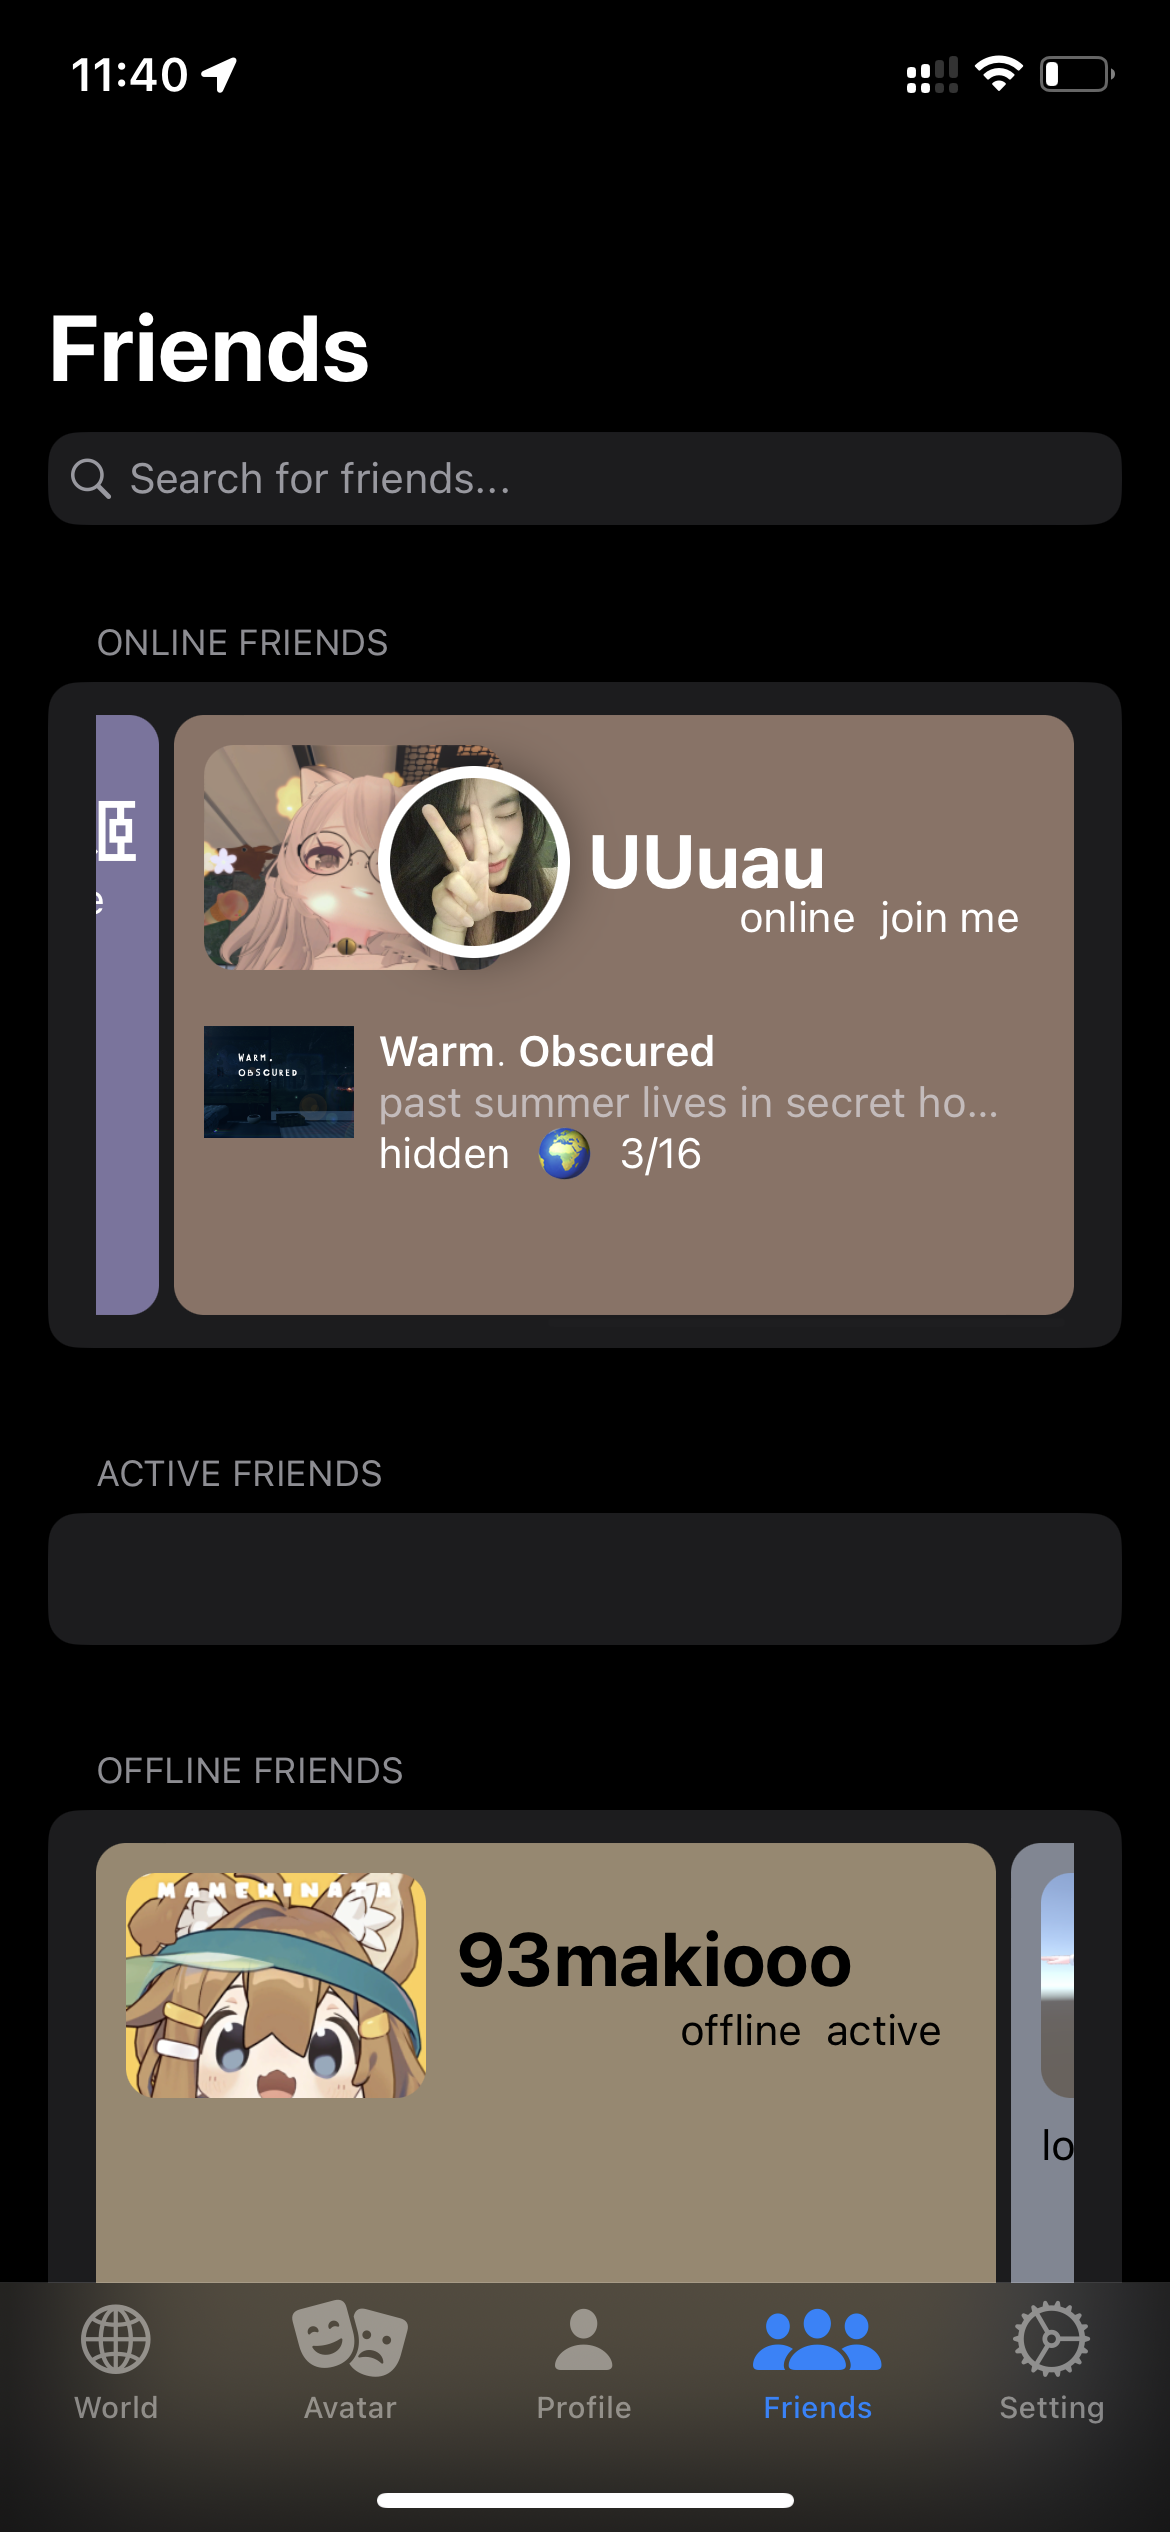 11:40
Friends
Search for friends...
ONLINE FRIENDS
e
UUuau
online join me
WARM.
OBSCURED
Warm. Obscured
past summer lives in secret ho...
hidden 🌍 3/16
ACTIVE FRIENDS
OFFLINE FRIENDS
MAMEHINATA
93makiooo
offline active
lo
World
Avatar
Profile
Friends
Setting